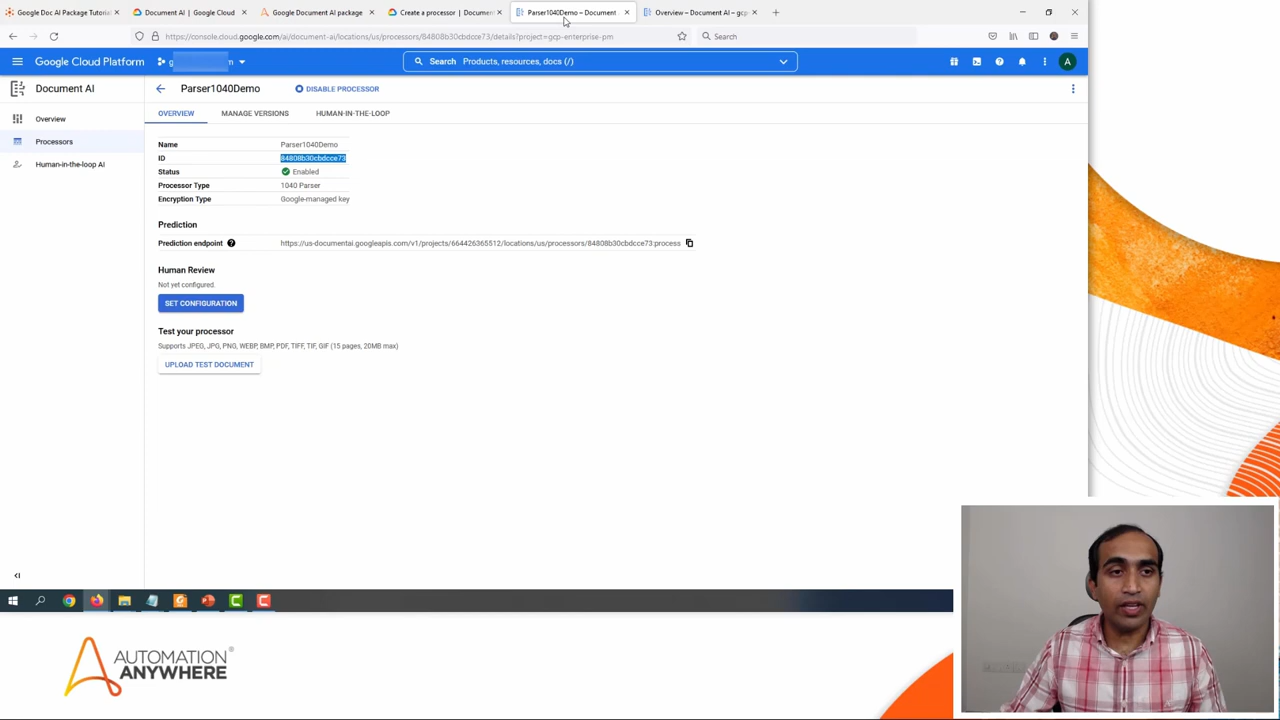 Google Doc AI Package Tutorial
Document AI | Google Cloud
Google Document AI package
Create a processor | Document
Parser1040Demo – Document
Overview – Document AI – gcp
https://console.cloud.google.com/ai/document-ai/locations/us/processors/84808b30cbdcce73/details?project=gcp-enterprise-pm
Search
Google Cloud Platform
Search Products, resources, docs (/)
A
Document AI
Parser1040Demo
DISABLE PROCESSOR
OVERVIEW
MANAGE VERSIONS
HUMAN-IN-THE-LOOP
Overview
Processors
Human-in-the-loop AI
Name Parser1040Demo
ID 84808b30cbdcce73
Status Enabled
Processor Type 1040 Parser
Encryption Type Google-managed key
Prediction
Prediction endpoint https://us-documentai.googleapis.com/v1/projects/664426365512/locations/us/processors/84808b30cbdcce73:process
Human Review
Not yet configured.
SET CONFIGURATION
Test your processor
Supports JPEG, JPG, PNG, WEBP, BMP, PDF, TIFF, TIF, GIF (15 pages, 20MB max)
UPLOAD TEST DOCUMENT
AUTOMATION
ANYWHERE